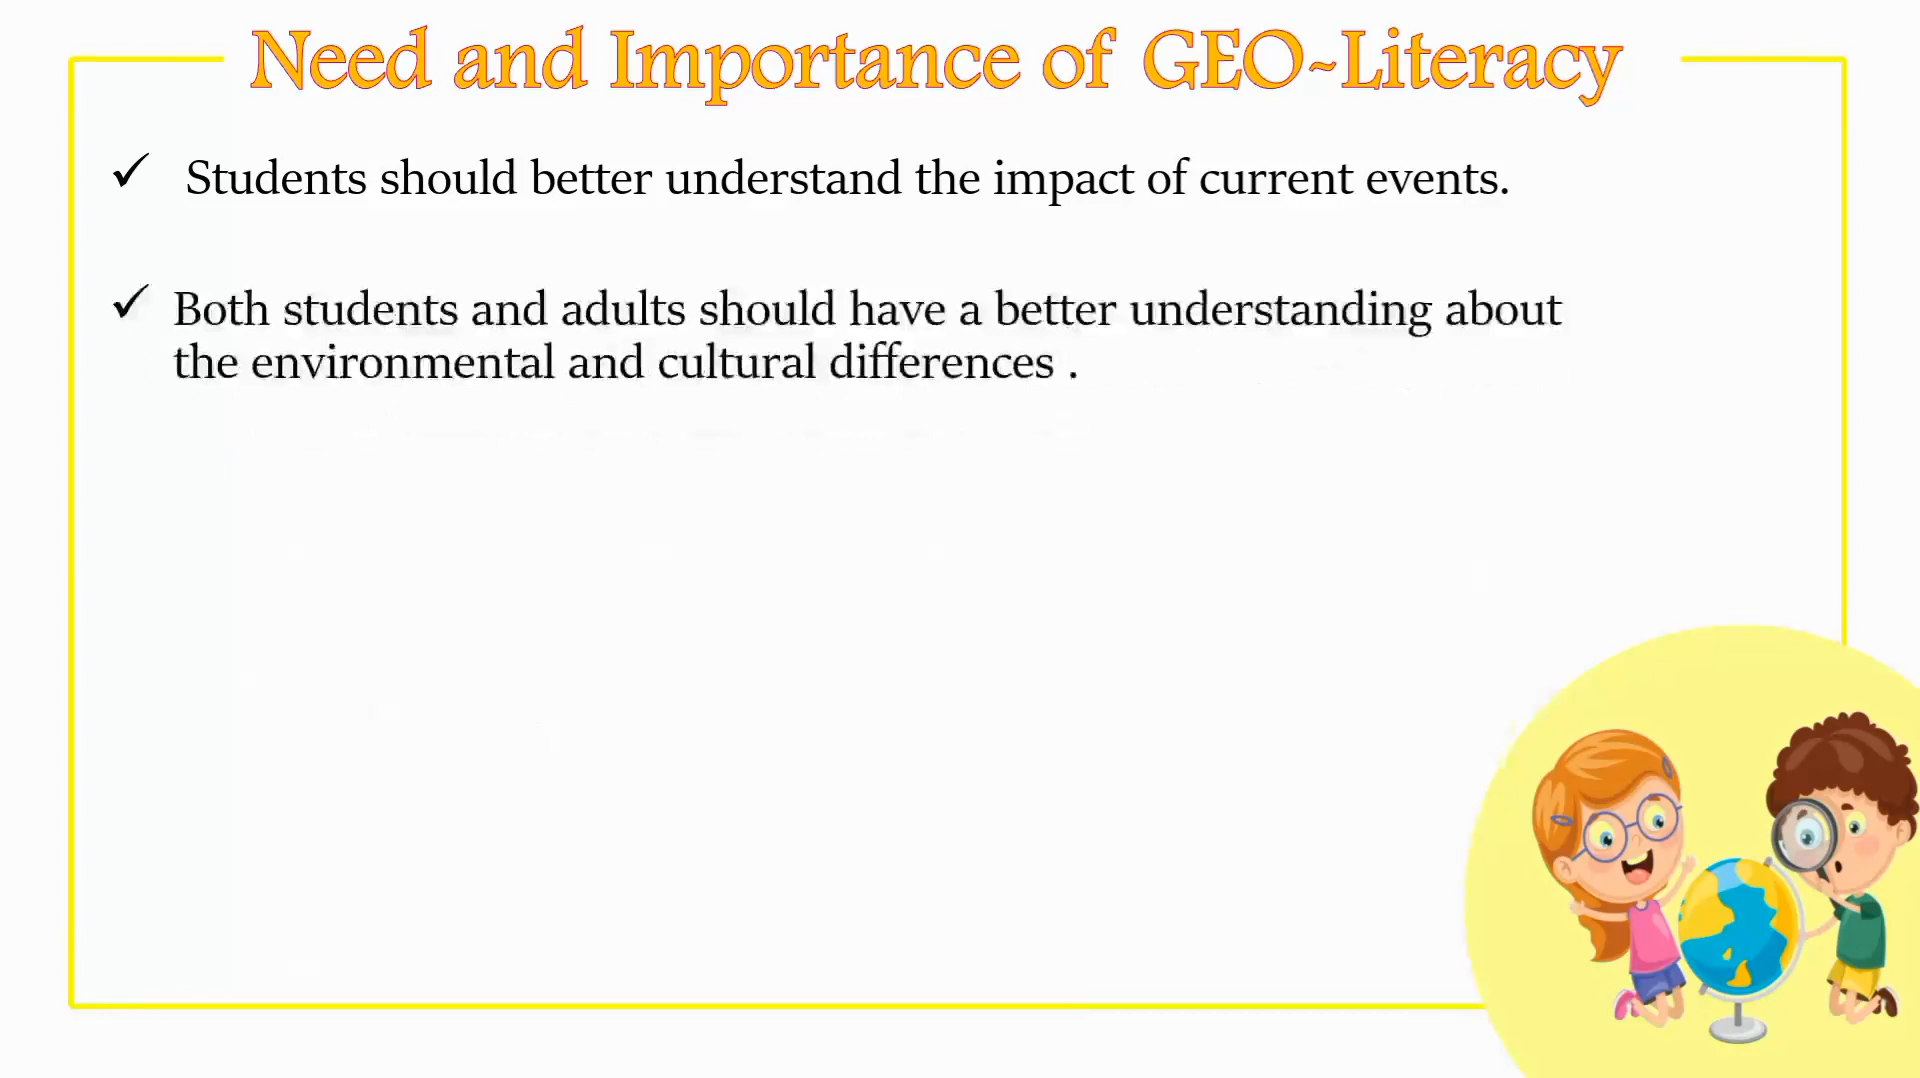 Need and Importance of GEO-Literacy
✓ Students should better understand the impact of current events.
✓ Both students and adults should have a better understanding about
the environmental and cultural differences .